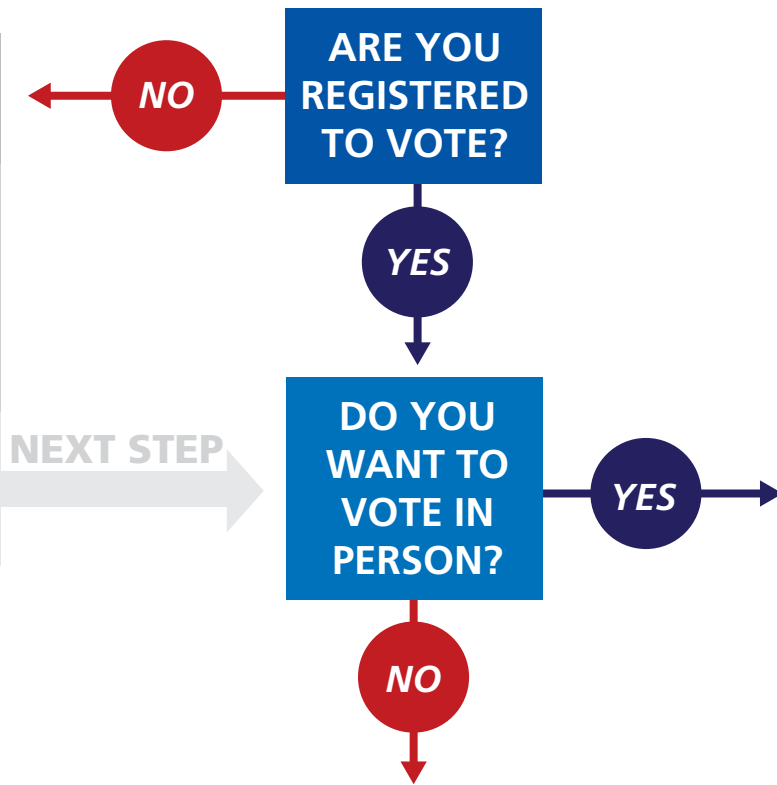 ARE YOU
REGISTERED
TO VOTE?
NO
YES
DO YOU
WANT TO
VOTE IN
PERSON?
NEXT STEP
YES
NO